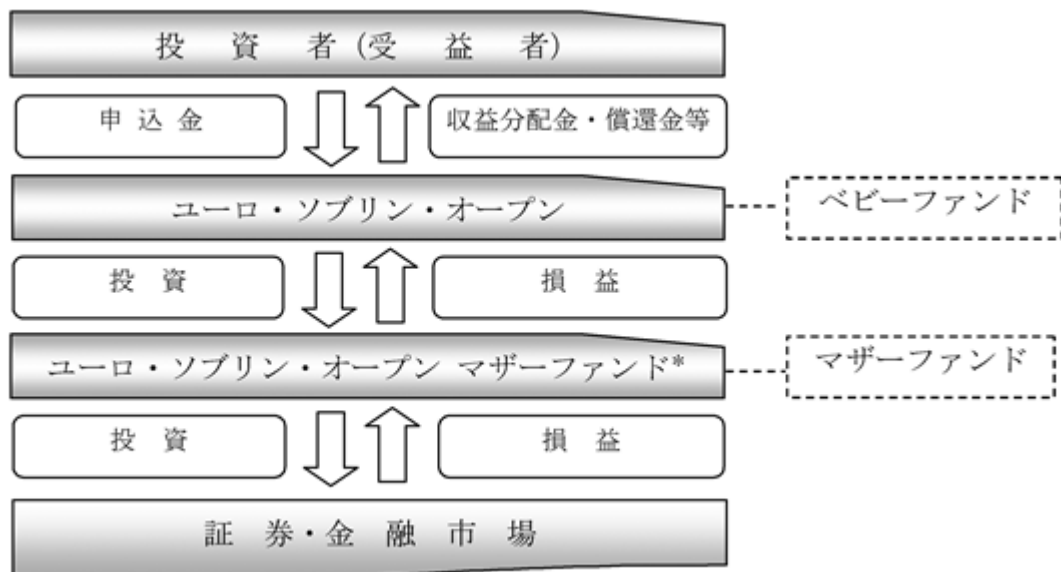 投資者(受益者)
申込金
収益分配金・償還金等
ユーロ・ソブリン・オープン
ベビーファンド
投資
損益
ユーロ・ソブリン・オープン マザーファンド*
マザーファンド
投資
損益
証券・金融市場